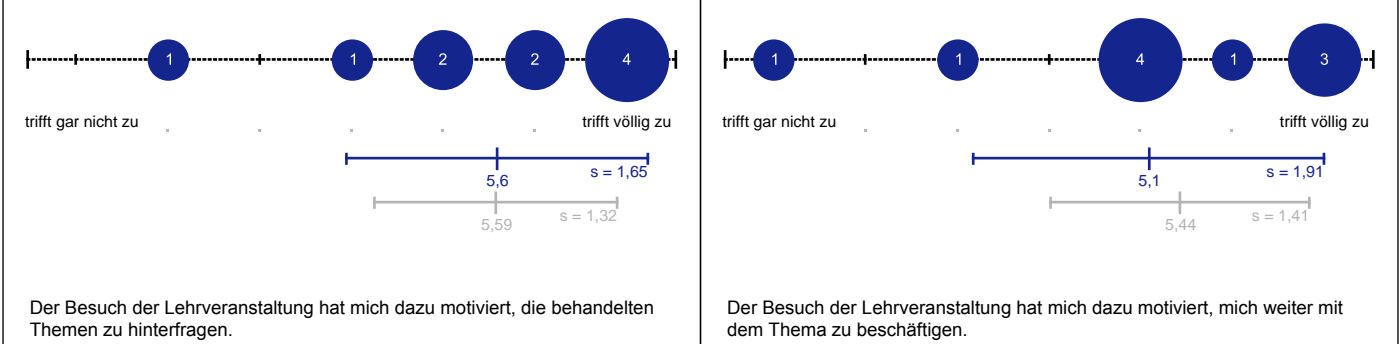 1 1 2 2 4
trifft gar nicht zu trifft völlig zu
5,6 s = 1,65
5,59 s = 1,32
Der Besuch der Lehrveranstaltung hat mich dazu motiviert, die behandelten
Themen zu hinterfragen.
1 1 4 1 3
trifft gar nicht zu trifft völlig zu
5,1 s = 1,91
5,44 s = 1,41
Der Besuch der Lehrveranstaltung hat mich dazu motiviert, mich weiter mit
dem Thema zu beschäftigen.